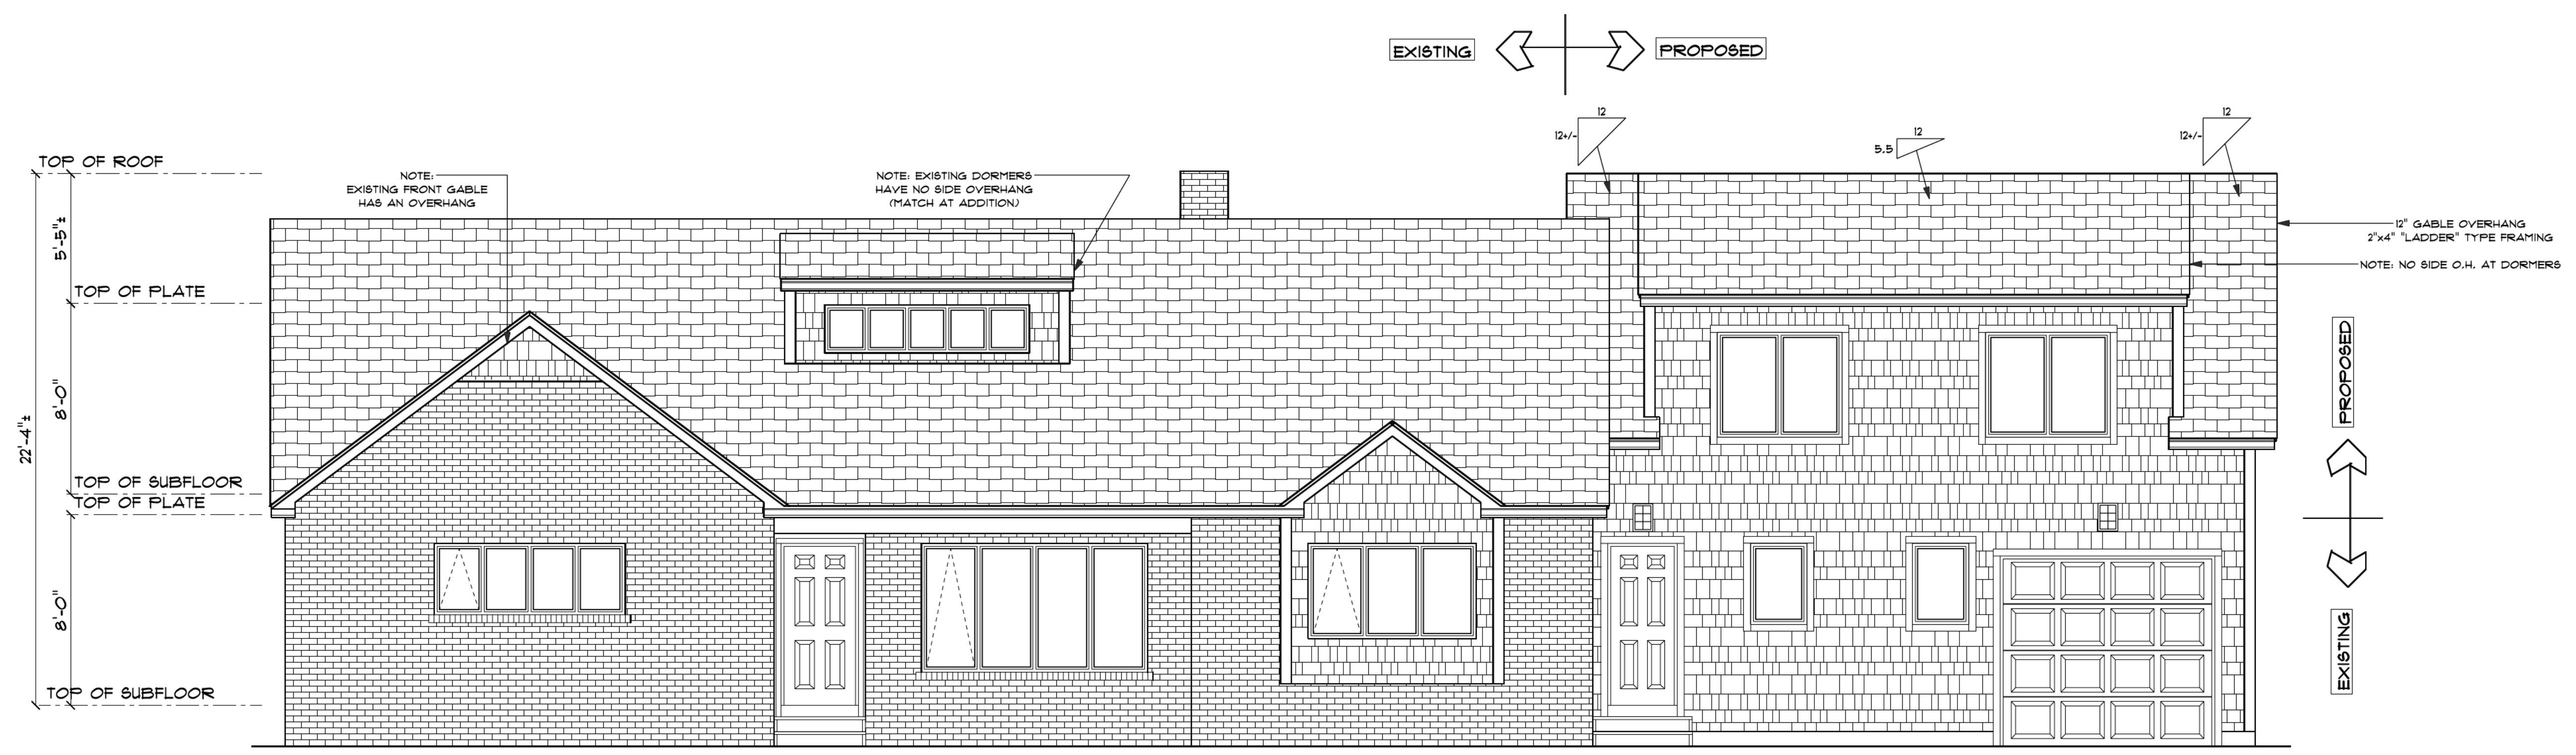 EXISTING
PROPOSED
12
12+/-
12
5.5
12
12+/-
TOP OF ROOF
NOTE:
EXISTING FRONT GABLE
HAS AN OVERHANG
NOTE: EXISTING DORMERS
HAVE NO SIDE OVERHANG
(MATCH AT ADDITION)
12" GABLE OVERHANG
2"x4" "LADDER" TYPE FRAMING
NOTE: NO SIDE O.H. AT DORMERS
5'-5"±
TOP OF PLATE
8'-0"
22'-4"±
TOP OF SUBFLOOR
TOP OF PLATE
8'-0"
TOP OF SUBFLOOR
PROPOSED
EXISTING